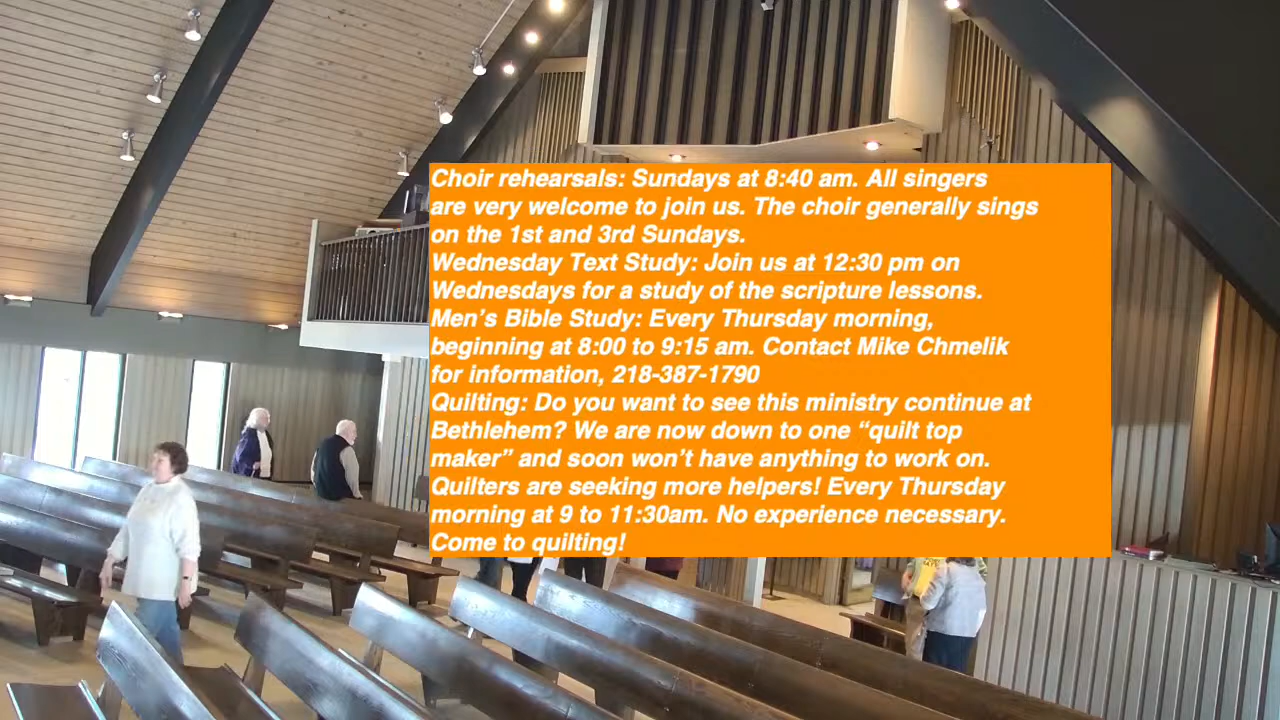 Choir rehearsals: Sundays at 8:40 am. All singers
are very welcome to join us. The choir generally sings
on the 1st and 3rd Sundays.
Wednesday Text Study: Join us at 12:30 pm on
Wednesdays for a study of the scripture lessons.
Men’s Bible Study: Every Thursday morning,
beginning at 8:00 to 9:15 am. Contact Mike Chmelik
for information, 218-387-1790
Quilting: Do you want to see this ministry continue at
Bethlehem? We are now down to one “quilt top
maker” and soon won’t have anything to work on.
Quilters are seeking more helpers! Every Thursday
morning at 9 to 11:30am. No experience necessary.
Come to quilting!